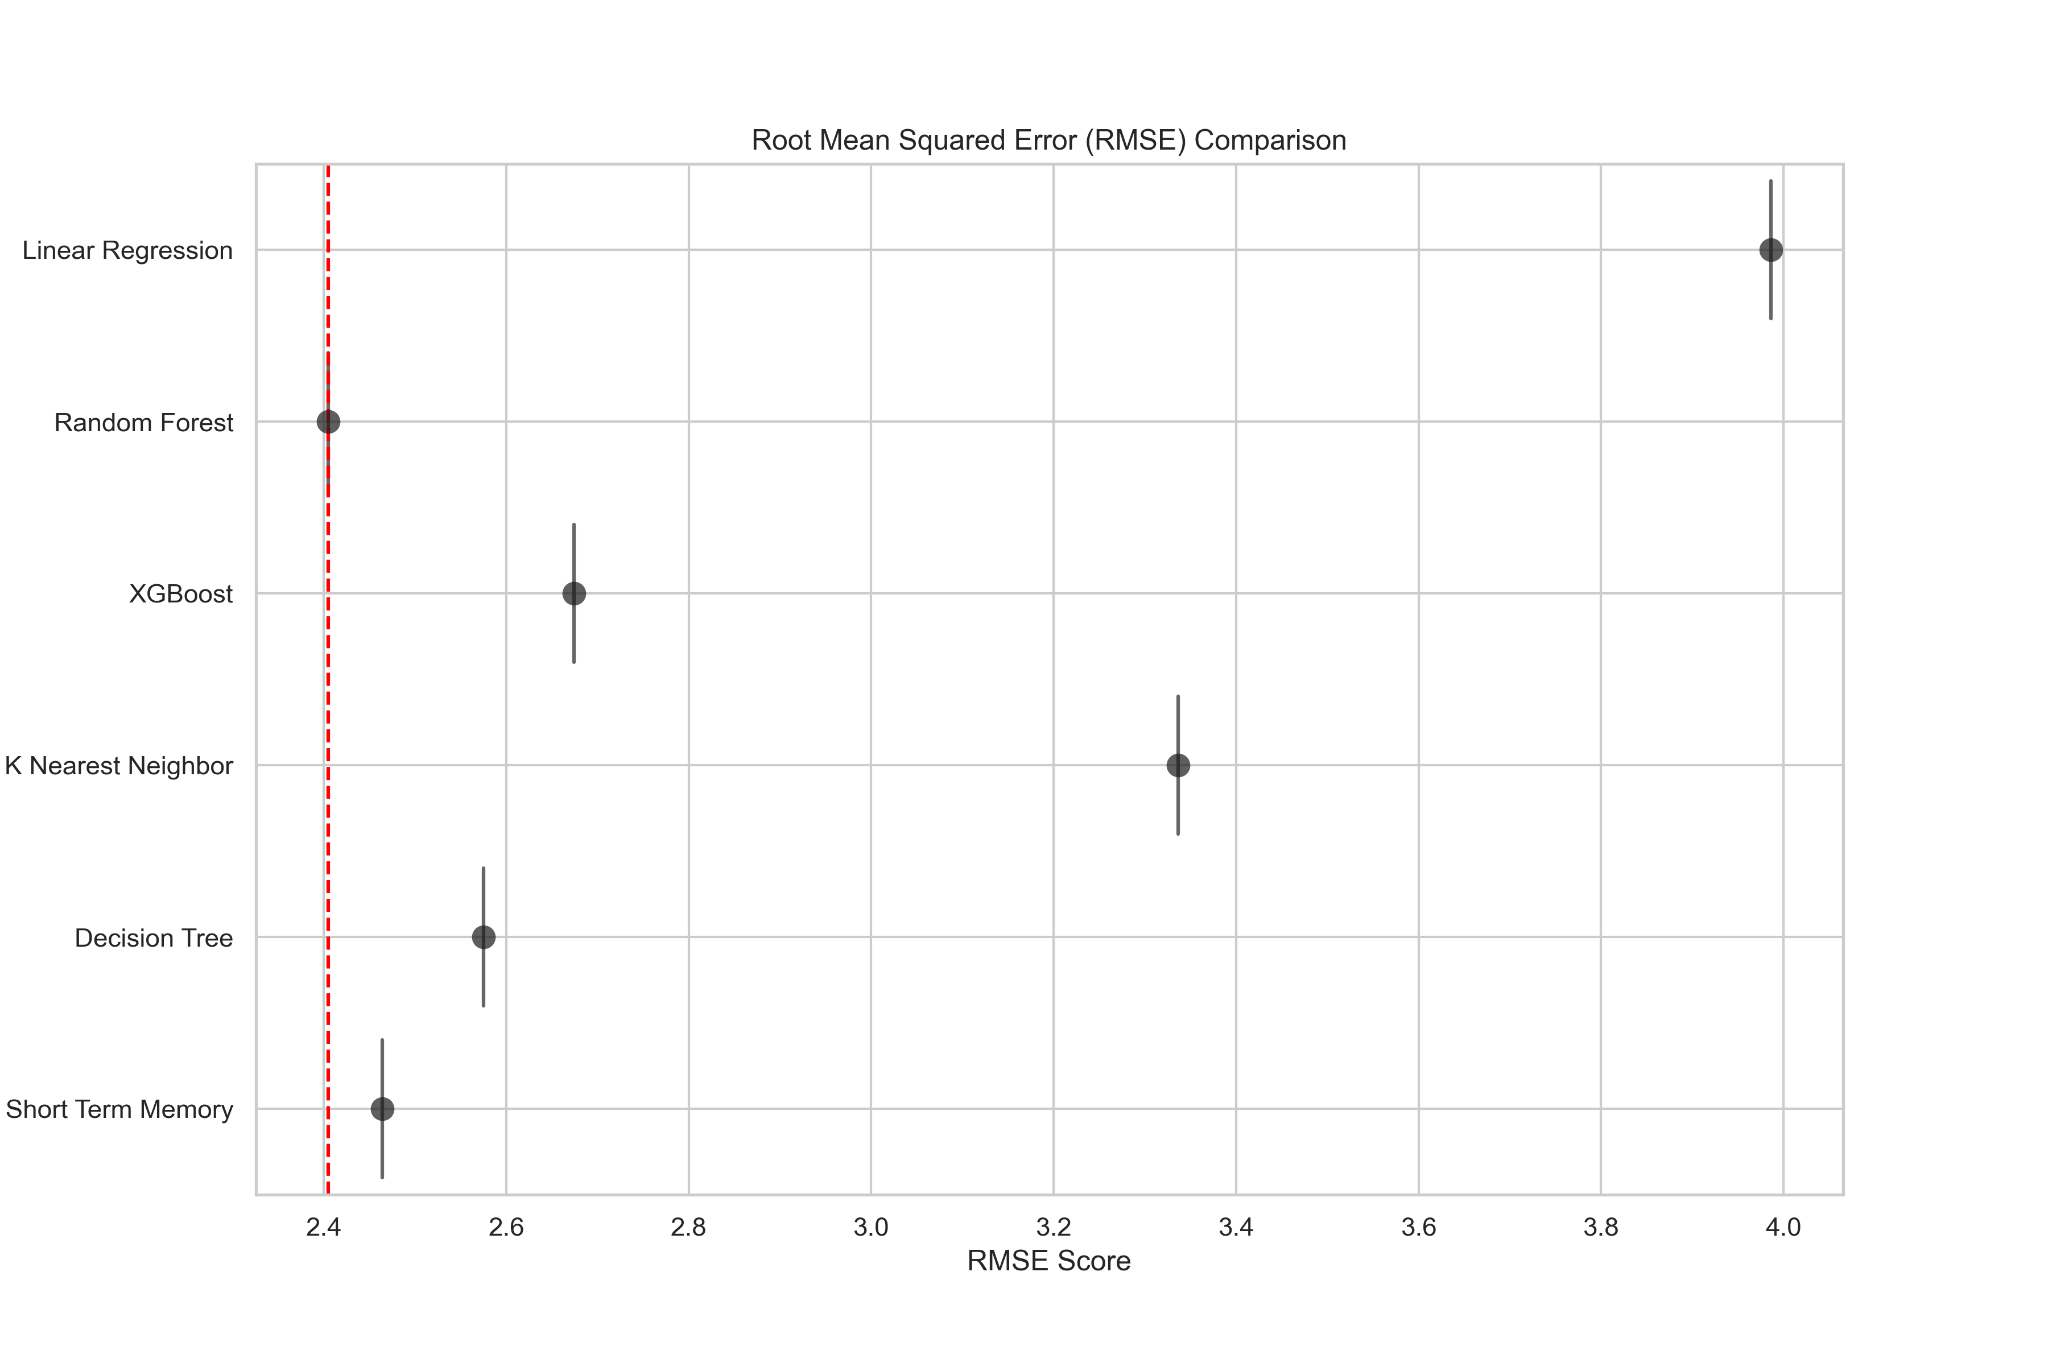 Root Mean Squared Error (RMSE) Comparison
Linear Regression
Random Forest
XGBoost
K Nearest Neighbor
Decision Tree
Short Term Memory
2.4 2.6 2.8 3.0 3.2 3.4 3.6 3.8 4.0
RMSE Score